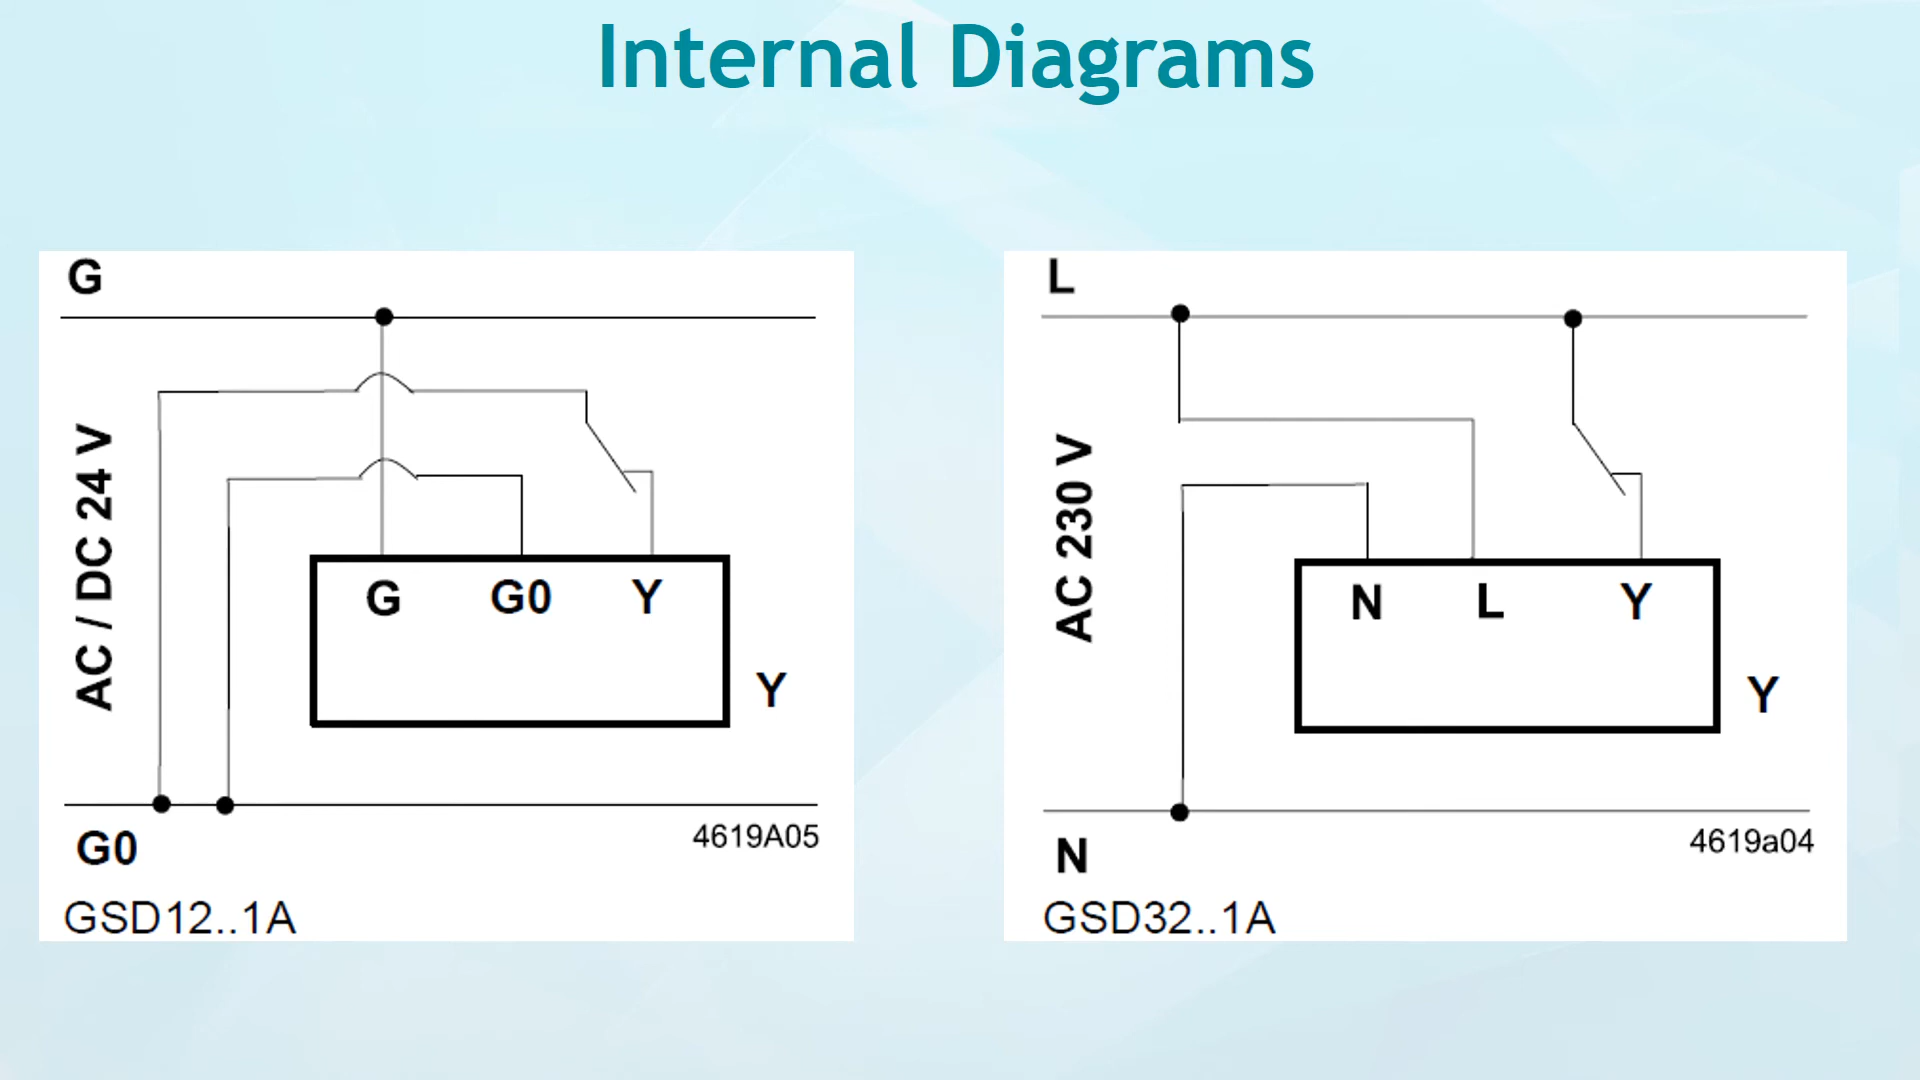 Internal Diagrams
G
AC / DC 24 V
G G0 Y
Y
G0
4619A05
GSD12..1A
L
AC 230 V
N L Y
Y
N
4619a04
GSD32..1A